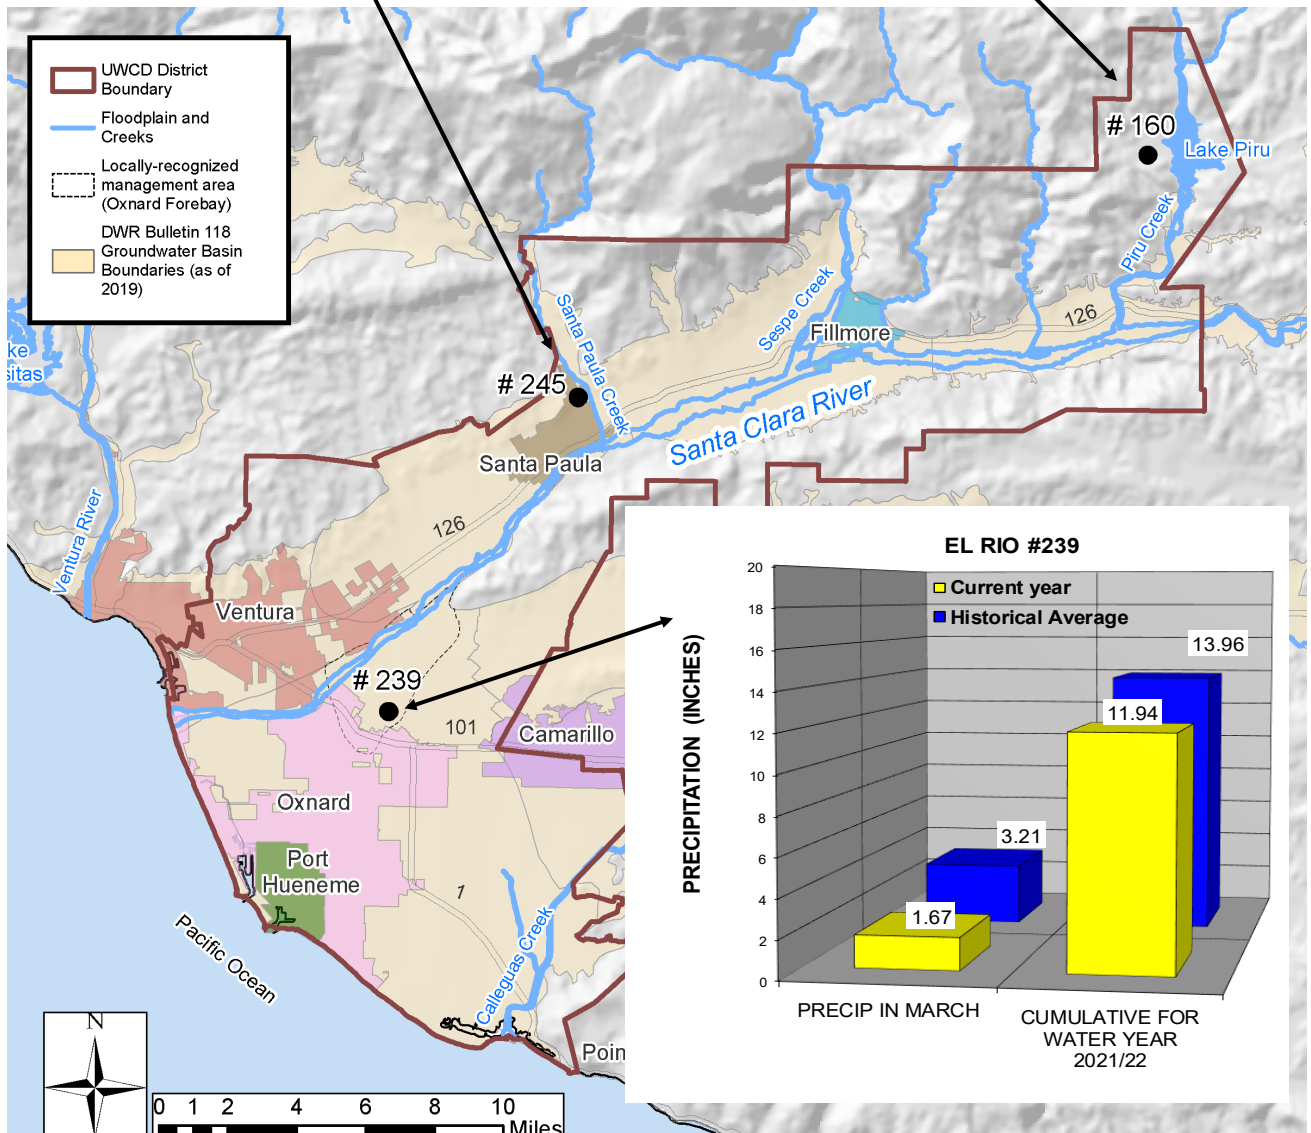 UWCD District
Boundary
Floodplain and
Creeks
Locally-recognized
management area
(Oxnard Forebay)
DWR Bulletin 118
Groundwater Basin
Boundaries (as of
2019)
# 160
Lake Piru
Piru Creek
Sespe Creek
Fillmore
126
Santa Paula Creek
# 245
Santa Clara River
Santa Paula
ke
sitas
Ventura River
126
Ventura
# 239
101
Camarillo
Oxnard
Port
Hueneme
1
Pacific Ocean
Calleguas Creek
Poin
N
0 1 2 4 6 8 10
Miles
EL RIO #239
Current year
Historical Average
PRECIPITATION (INCHES)
20
18
16
14
12
10
8
6
4
2
0
13.96
11.94
3.21
1.67
PRECIP IN MARCH
CUMULATIVE FOR
WATER YEAR
2021/22